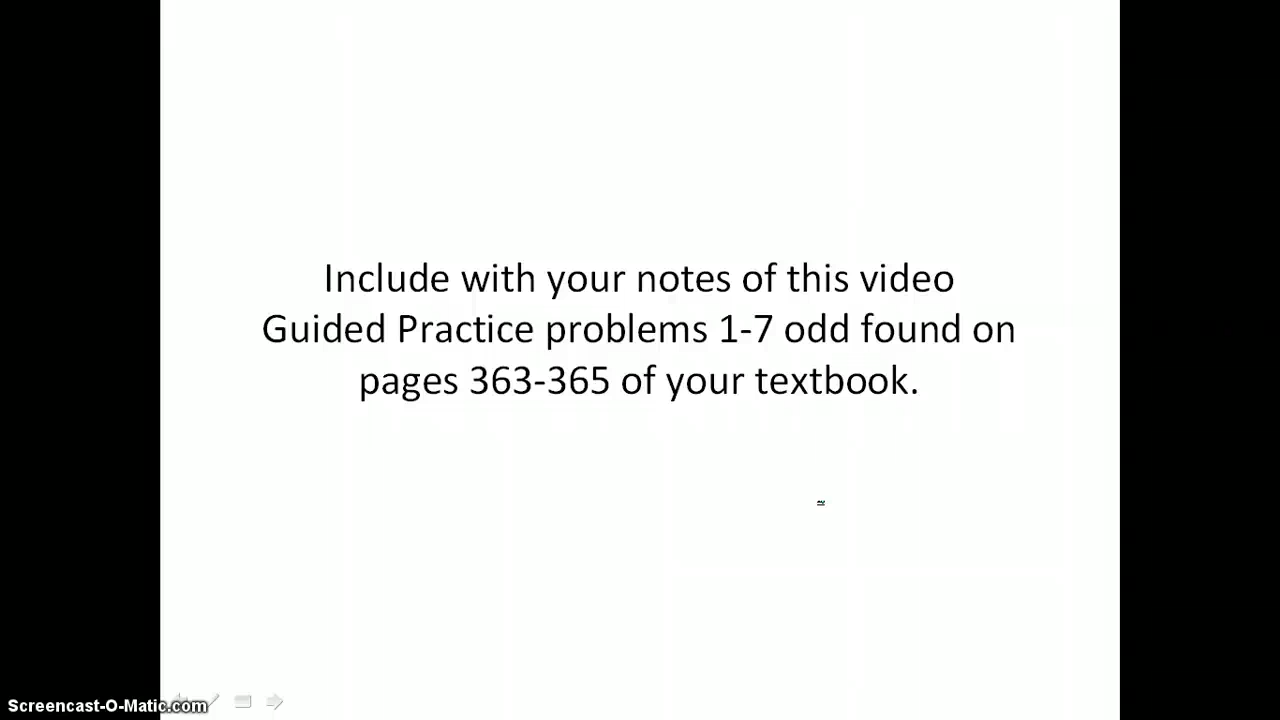 Include with your notes of this video
Guided Practice problems 1-7 odd found on
pages 363-365 of your textbook.
Screencast-O-Matic.com